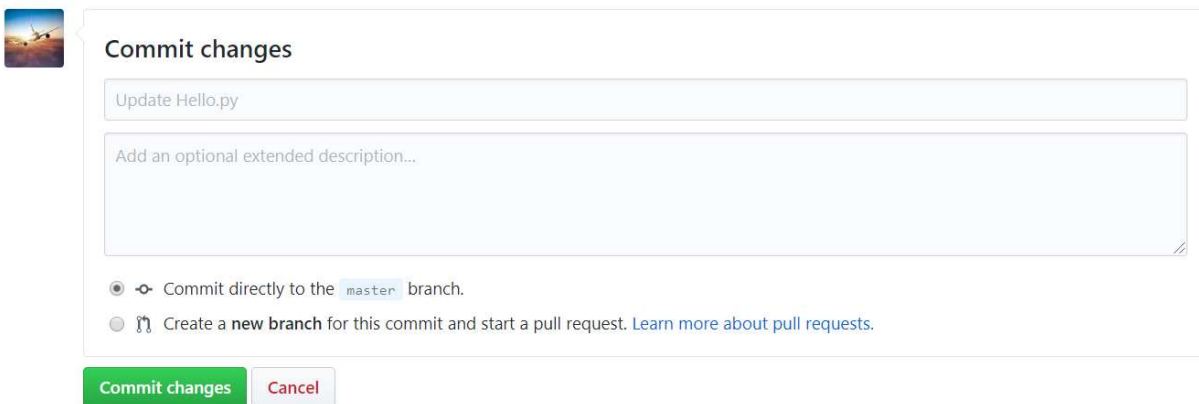 Commit changes
Update Hello.py
Add an optional extended description...
Commit directly to the master branch.
Create a new branch for this commit and start a pull request. Learn more about pull requests.
Commit changes Cancel